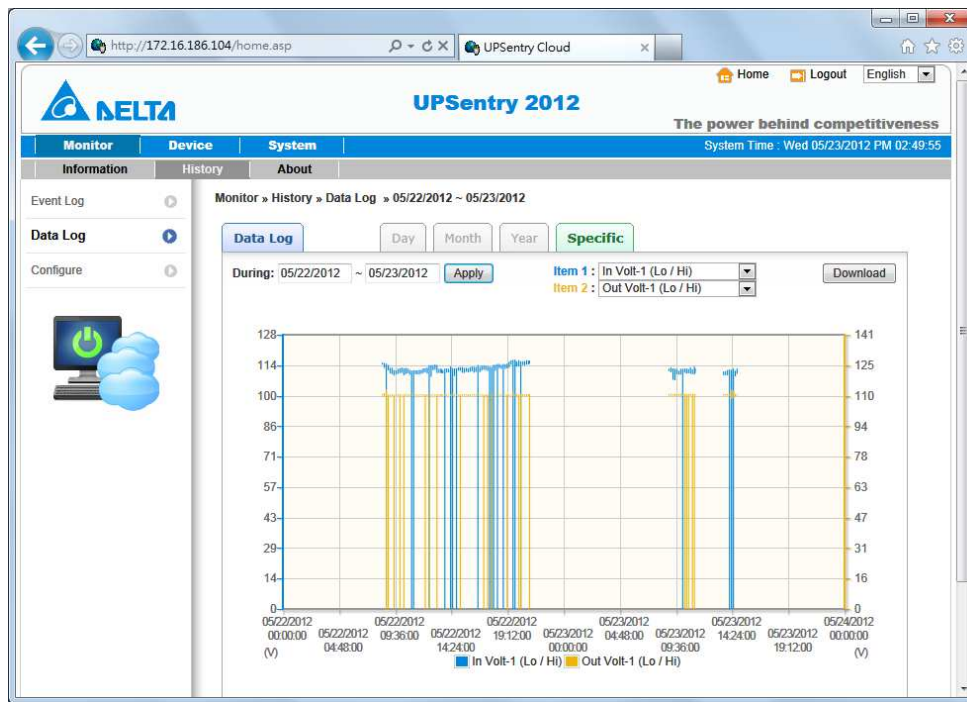 http://172.16.186.104/home.asp
UPSentry Cloud
Home Logout English
DELTA
UPSentry 2012
The power behind competitiveness
Monitor Device System System Time : Wed 05/23/2012 PM 02:49:55
Information History About
Event Log
Data Log
Configure
Monitor » History » Data Log » 05/22/2012 ~ 05/23/2012
Data Log Day Month Year Specific
During: 05/22/2012 ~ 05/23/2012 Apply
Item 1 : In Volt-1 (Lo / Hi)
Item 2 : Out Volt-1 (Lo / Hi)
Download
128 141
114 125
100 110
86 94
71 78
57 63
43 47
29 31
14 16
0 0
05/22/2012 00:00:00 (V)
05/22/2012 04:48:00
05/22/2012 09:36:00
05/22/2012 14:24:00
05/22/2012 19:12:00
05/23/2012 00:00:00
05/23/2012 04:48:00
05/23/2012 09:36:00
05/23/2012 14:24:00
05/23/2012 19:12:00
05/24/2012 00:00:00 (V)
In Volt-1 (Lo / Hi) Out Volt-1 (Lo / Hi)